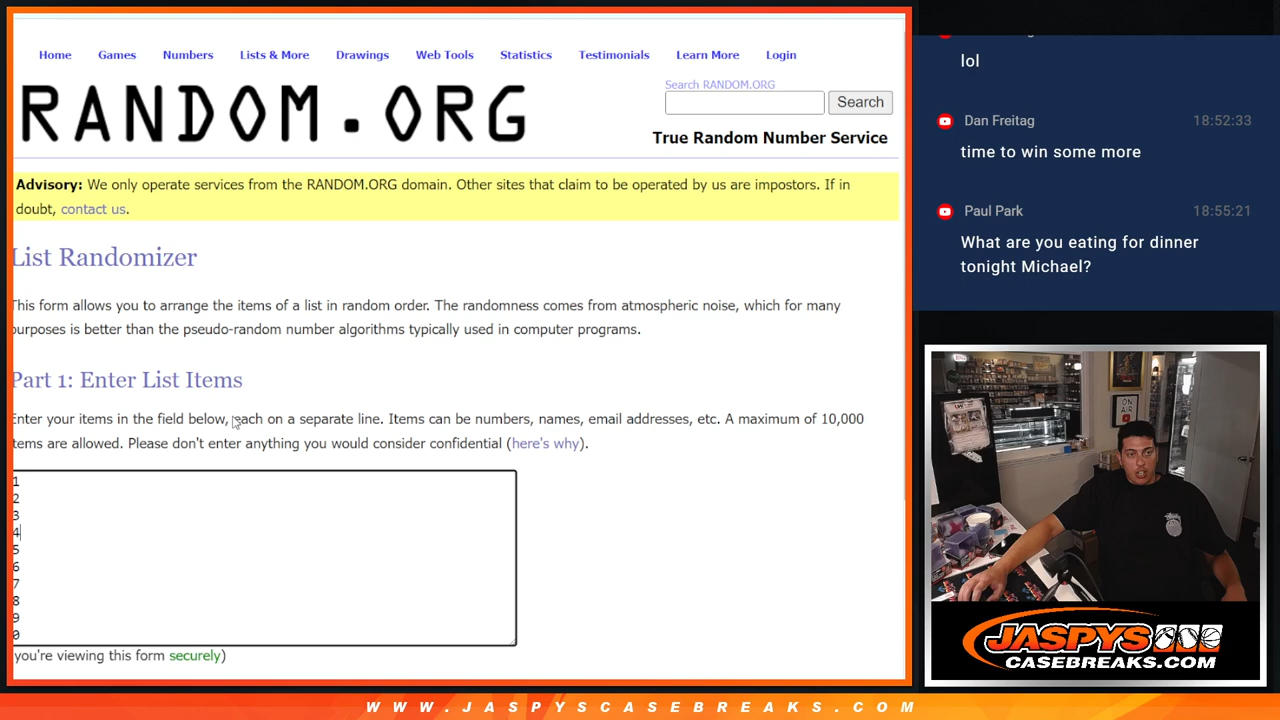 Home Games Numbers Lists & More Drawings Web Tools Statistics Testimonials Learn More Login
RANDOM.ORG
Search RANDOM.ORG
Search
True Random Number Service
Advisory: We only operate services from the RANDOM.ORG domain. Other sites that claim to be operated by us are impostors. If in
doubt, contact us.
List Randomizer
This form allows you to arrange the items of a list in random order. The randomness comes from atmospheric noise, which for many
purposes is better than the pseudo-random number algorithms typically used in computer programs.
Part 1: Enter List Items
Enter your items in the field below, each on a separate line. Items can be numbers, names, email addresses, etc. A maximum of 10,000
items are allowed. Please don't enter anything you would consider confidential (here's why).
1
2
3
4
5
6
7
8
9
0
you're viewing this form securely)
lol
Dan Freitag 18:52:33
time to win some more
Paul Park 18:55:21
What are you eating for dinner
tonight Michael?
ON
AIR
JASPYS
CASEBREAKS.COM
WWW.JASPYSCASEBREAKS.COM